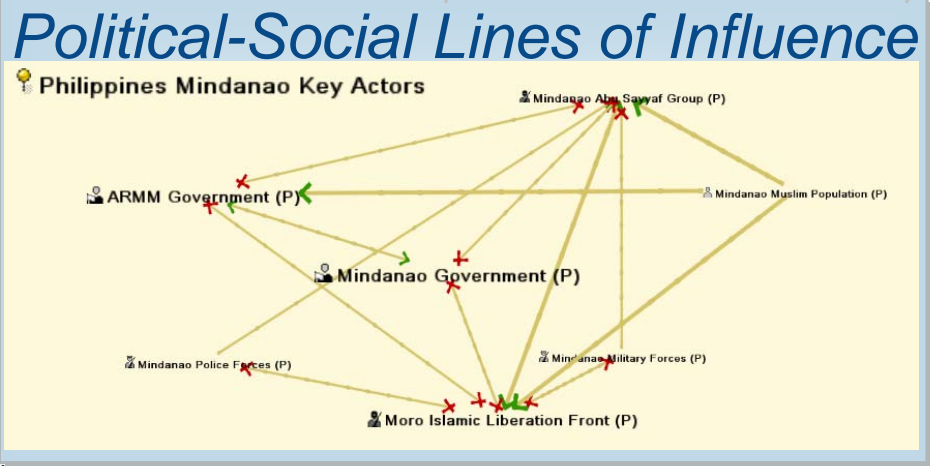 Political-Social Lines of Influence
Philippines Mindanao Key Actors
Mindanao Abu Sayyaf Group (P)
ARMM Government (P)
Mindanao Muslim Population (P)
Mindanao Government (P)
Mindanao Police Forces (P)
Mindanao Military Forces (P)
Moro Islamic Liberation Front (P)